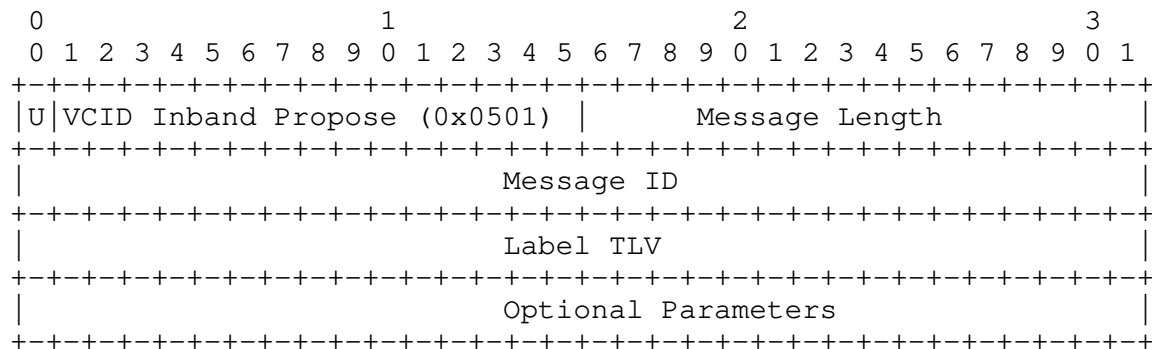 0                   1                   2                   3
 0 1 2 3 4 5 6 7 8 9 0 1 2 3 4 5 6 7 8 9 0 1 2 3 4 5 6 7 8 9 0 1
+-+-+-+-+-+-+-+-+-+-+-+-+-+-+-+-+-+-+-+-+-+-+-+-+-+-+-+-+-+-+-+-+
|U|VCID Inband Propose (0x0501) |      Message Length           |
+-+-+-+-+-+-+-+-+-+-+-+-+-+-+-+-+-+-+-+-+-+-+-+-+-+-+-+-+-+-+-+-+
|                           Message ID                          |
+-+-+-+-+-+-+-+-+-+-+-+-+-+-+-+-+-+-+-+-+-+-+-+-+-+-+-+-+-+-+-+-+
|                           Label TLV                           |
+-+-+-+-+-+-+-+-+-+-+-+-+-+-+-+-+-+-+-+-+-+-+-+-+-+-+-+-+-+-+-+-+
|                           Optional Parameters                 |
+-+-+-+-+-+-+-+-+-+-+-+-+-+-+-+-+-+-+-+-+-+-+-+-+-+-+-+-+-+-+-+-+